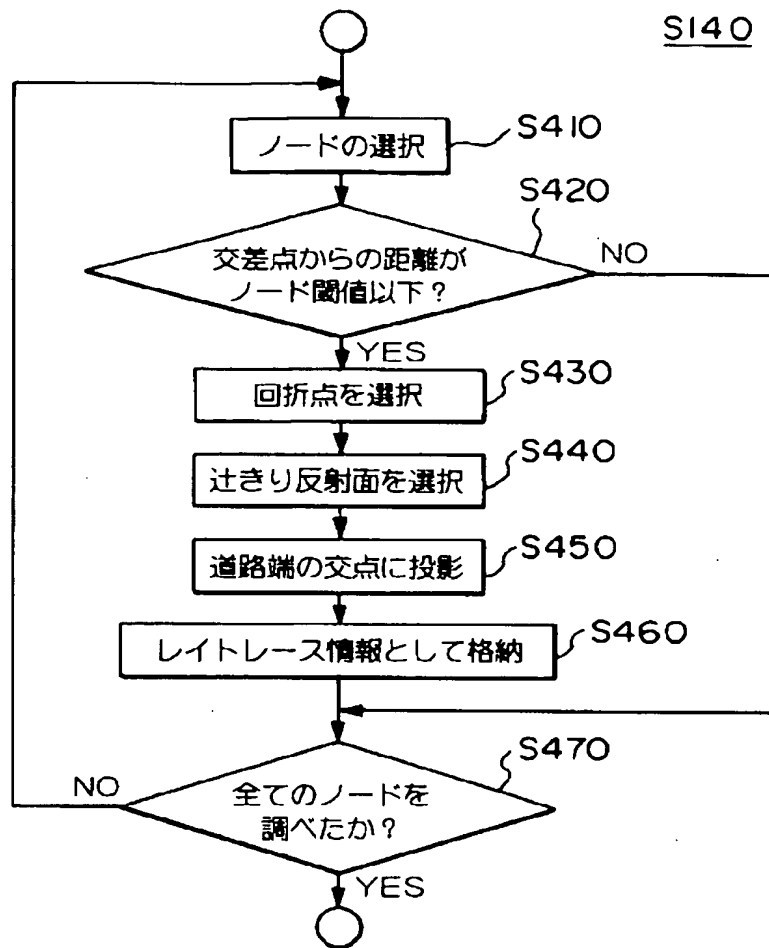 S140
ノードの選択
S410
S420
交差点からの距離が
ノード閾値以下？
NO
YES
回折点を選択
S430
辻きり反射面を選択
S440
道路端の交点に投影
S450
レイトレース情報として格納
S460
S470
全てのノードを
調べたか？
NO
YES